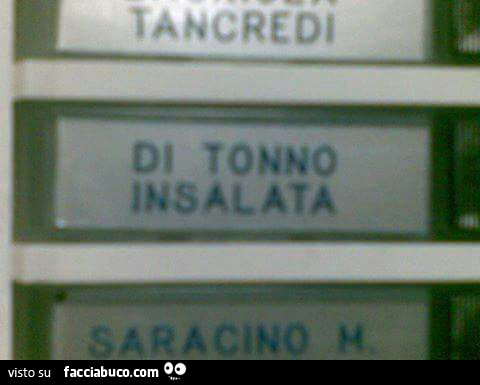 TANCREDI
DI TONNO
INSALATA
SARACINO M.
visto su facciabuco.com